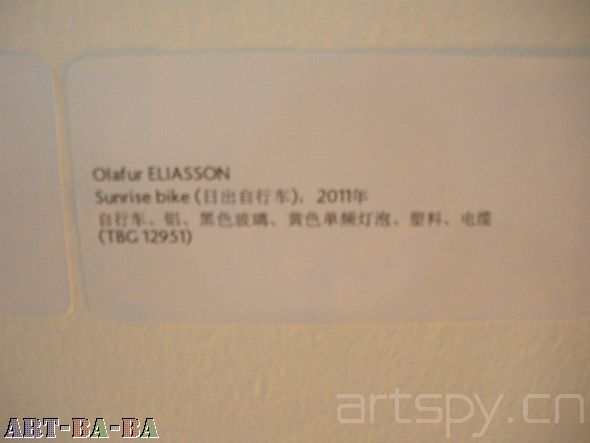 Olafur ELIASSON
Sunrise bike (日出自行车), 2011年
自行车、铝、黑色玻璃、黄色单频灯泡、塑料、电缆
(TBG 12951)
ART-BA-BA
artspy.cn